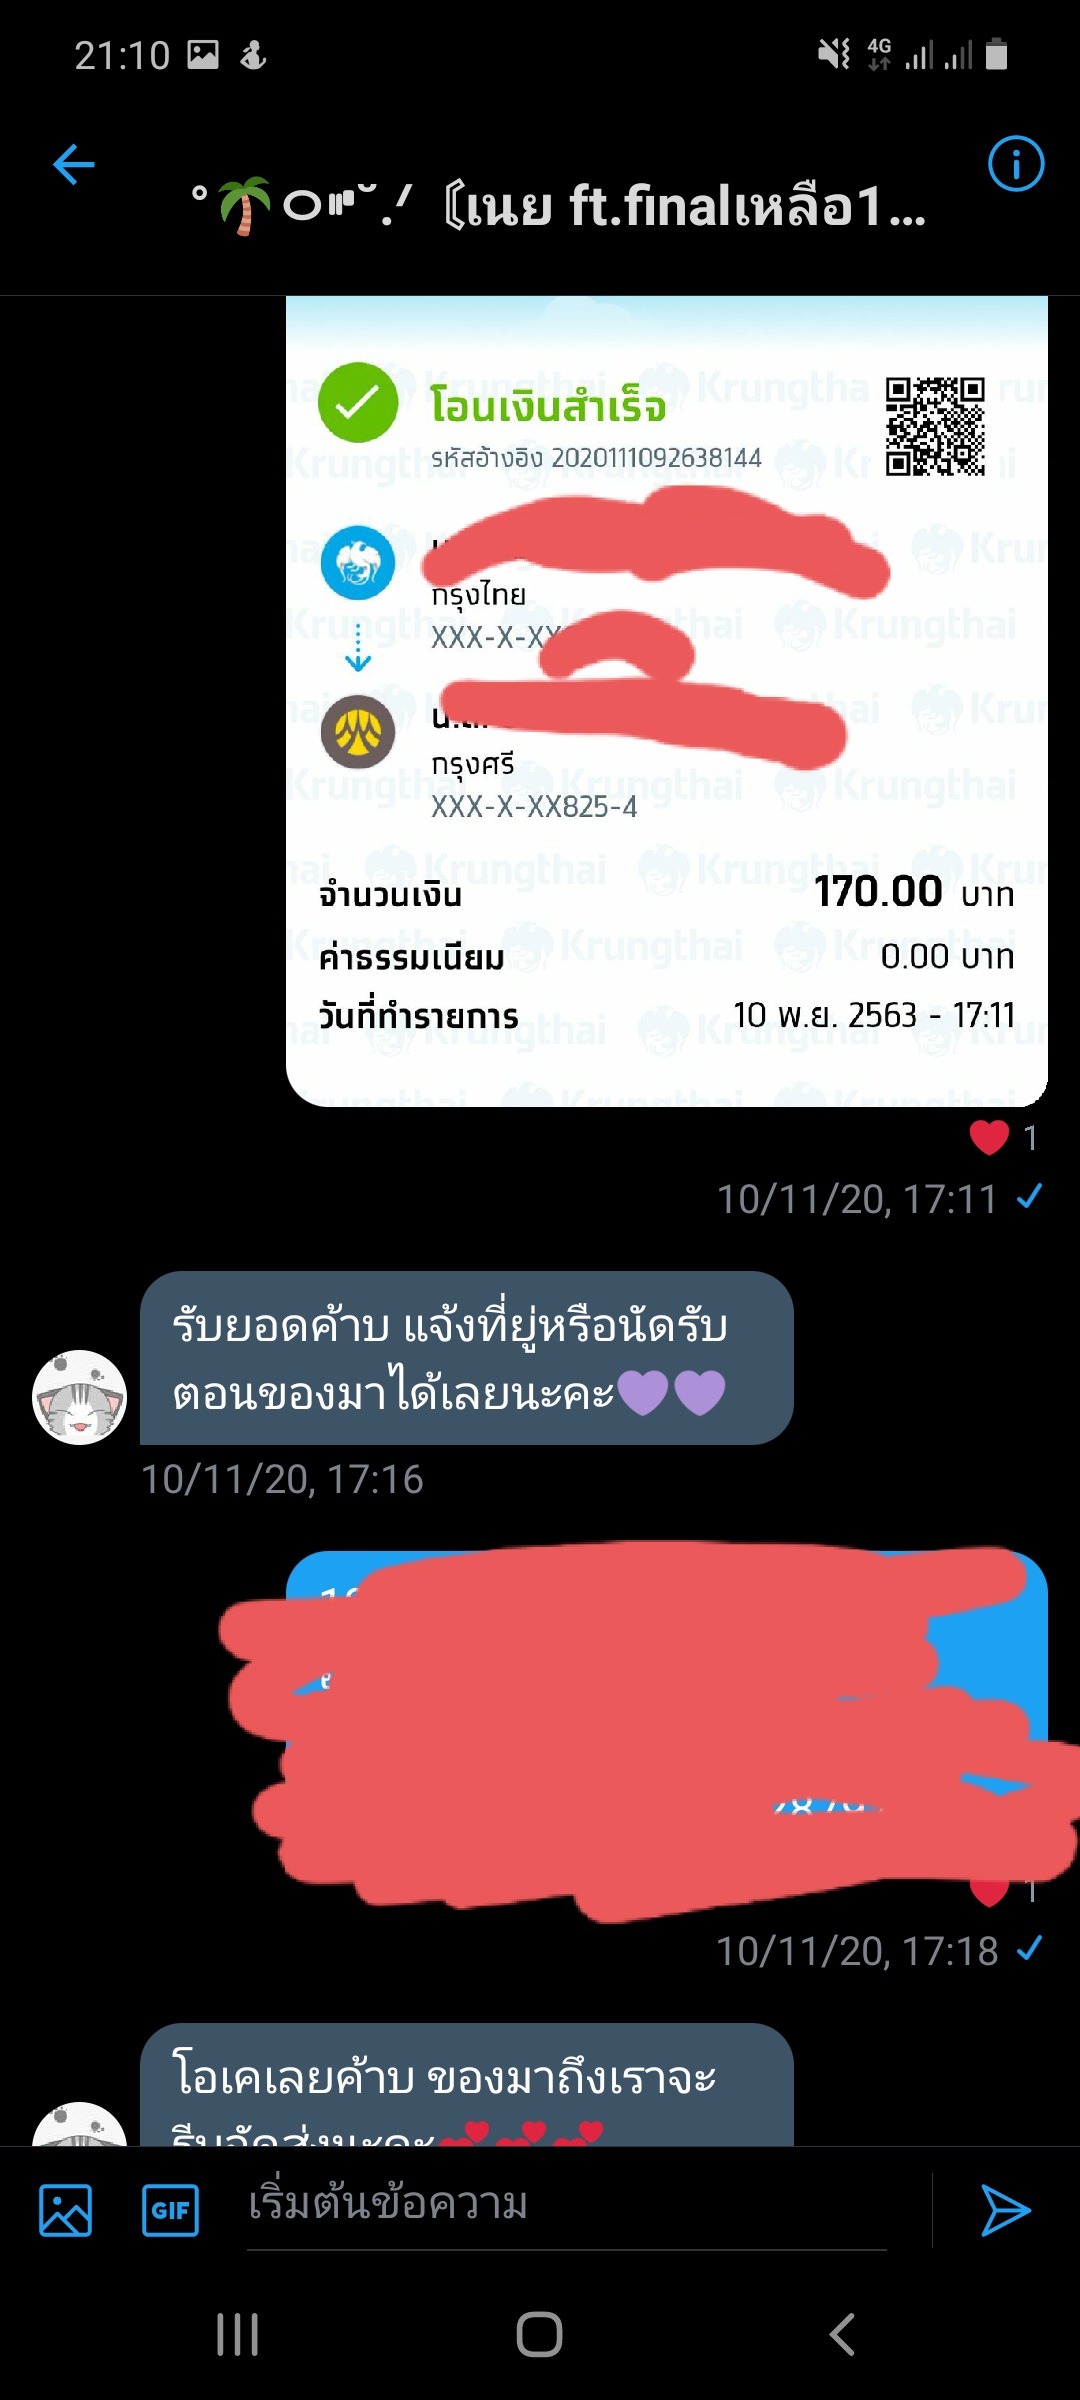 21:10
4G
〖เนย ft.finalเหลือ1...
โอนเงินสำเร็จ
รหัสอ้างอิง 2020111092638144
กรุงไทย
XXX-X-XX
กรุงศรี
XXX-X-XX825-4
จำนวนเงิน 170.00 บาท
ค่าธรรมเนียม 0.00 บาท
วันที่ทำรายการ 10 พ.ย. 2563 - 17:11
❤ 1
10/11/20, 17:11 ✓
รับยอดค้าบ แจ้งที่ยู่หรือนัดรับ
ตอนของมาได้เลยนะคะ💜💜
10/11/20, 17:16
10/11/20, 17:18 ✓
โอเคเลยค้าบ ของมาถึงเราจะ
รีบจัดส่งนะคะ💕💕💕
GIF
เริ่มต้นข้อความ